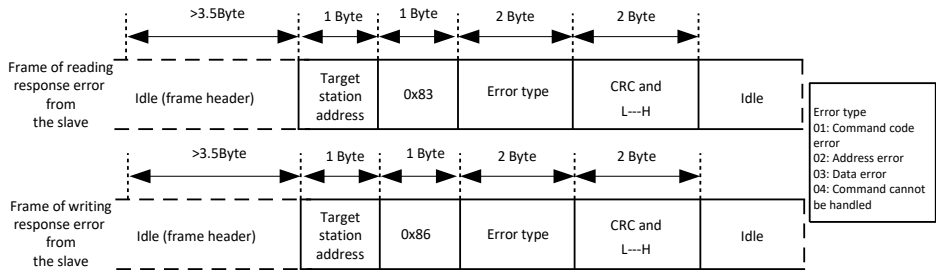 >3.5Byte 1 Byte 1 Byte 2 Byte 2 Byte
Frame of reading
response error
from
the slave
Idle (frame header)
Target
station
address
0x83
Error type
CRC and
L---H
Idle
>3.5Byte 1 Byte 1 Byte 2 Byte 2 Byte
Frame of writing
response error
from
the slave
Idle (frame header)
Target
station
address
0x86
Error type
CRC and
L---H
Idle
Error type
01: Command code
error
02: Address error
03: Data error
04: Command cannot
be handled